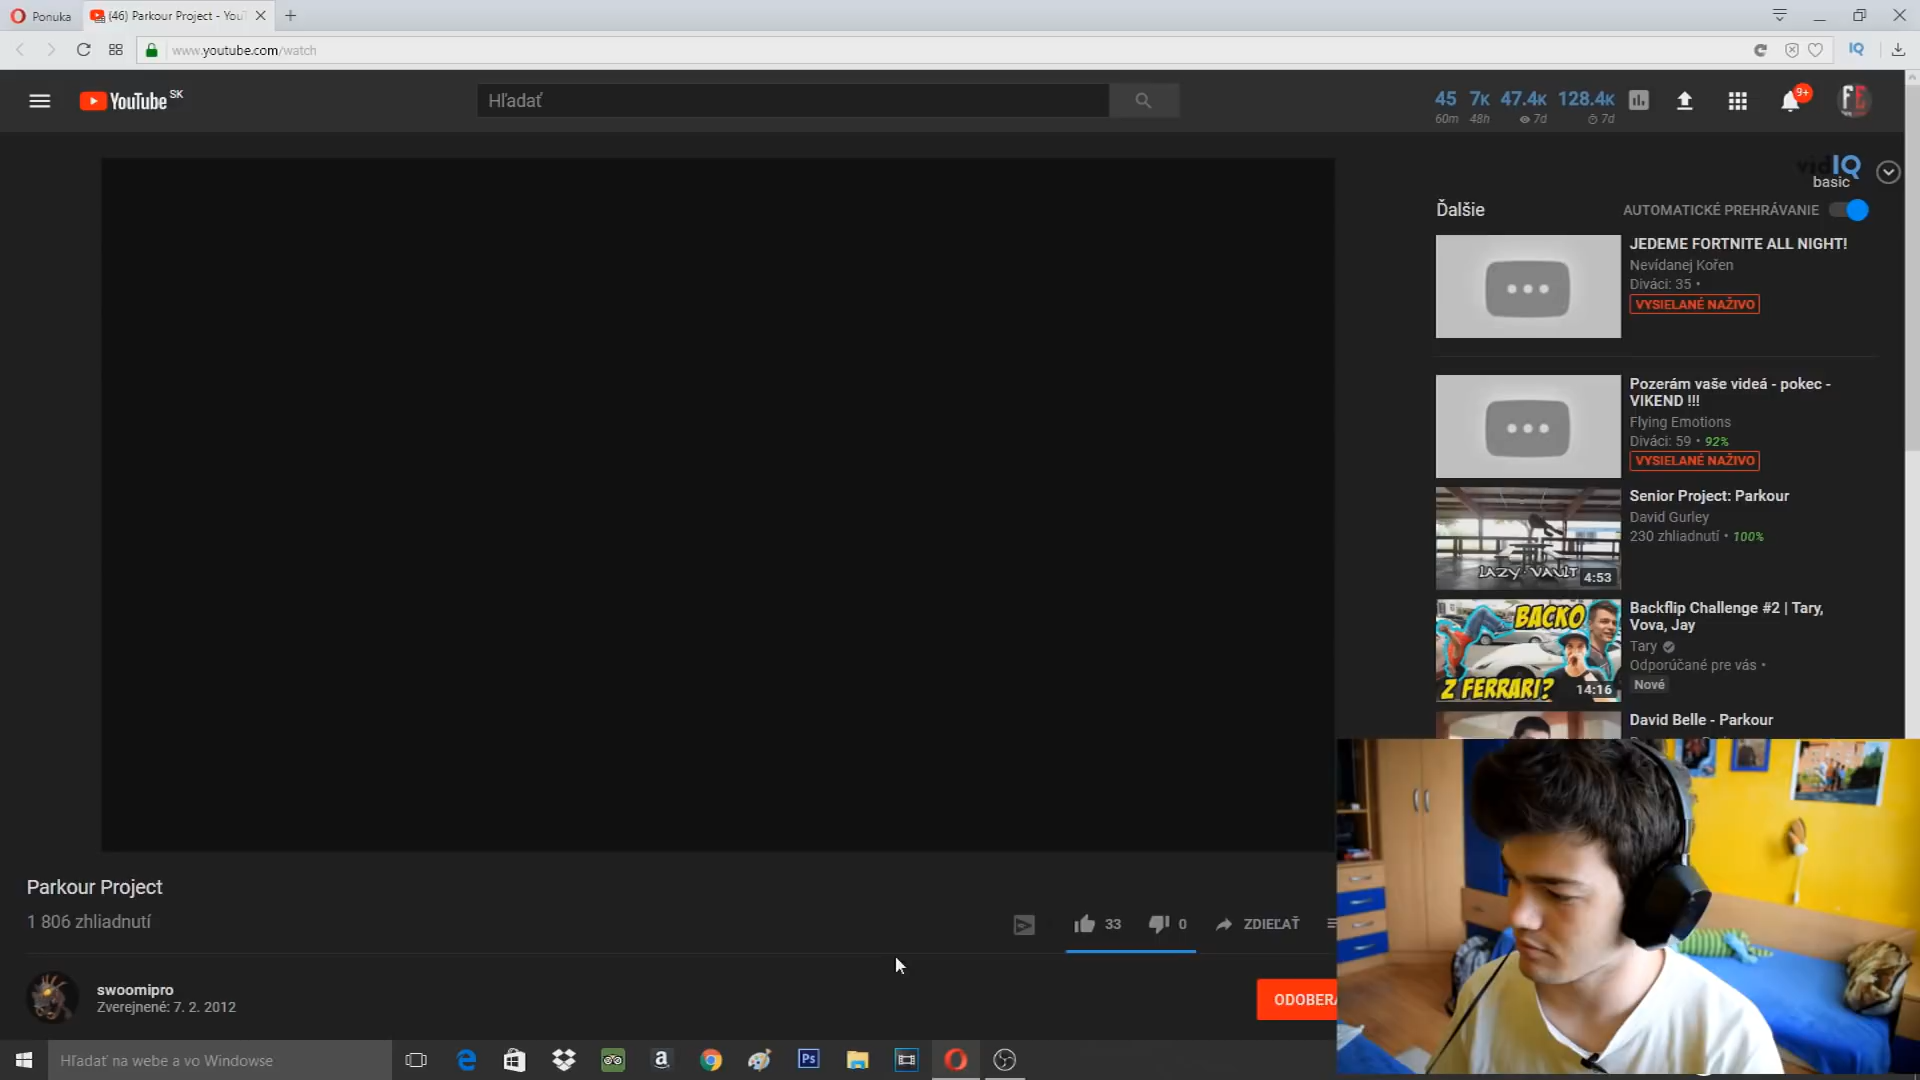 Ponuka
(46) Parkour Project - YouT
www.youtube.com/watch
IQ
YouTube SK
Hľadať
45 7K 47.4K 128.4K
60m 48h 7d 7d
9+
FE
vidIQ
basic
Ďalšie
AUTOMATICKÉ PREHRÁVANIE
JEDEME FORTNITE ALL NIGHT!
Nevídanej Kořen
Diváci: 35 •
VYSIELANÉ NAŽIVO
Pozerám vaše videá - pokec -
VIKEND !!!
Flying Emotions
Diváci: 59 • 92%
VYSIELANÉ NAŽIVO
LAZY VAULT
4:53
Senior Project: Parkour
David Gurley
230 zhliadnutí • 100%
BACKO
Z FERRARI?
14:16
Backflip Challenge #2 | Tary,
Vova, Jay
Tary
Odporúčané pre vás •
Nové
David Belle - Parkour
Parkour Project
1 806 zhliadnutí
33
0
ZDIEĽAŤ
swoomipro
Zverejnené: 7. 2. 2012
ODOBERA
Hľadať na webe a vo Windowse
Ps